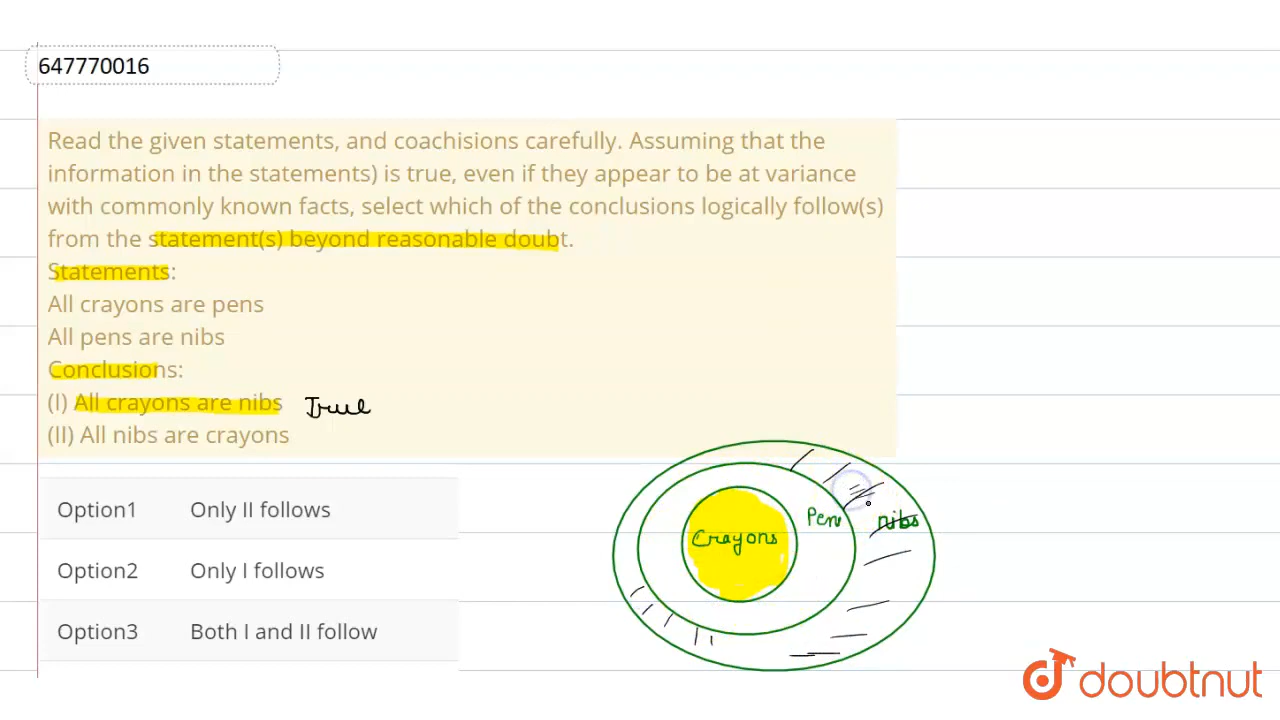 647770016
Read the given statements, and coachisions carefully. Assuming that the
information in the statements) is true, even if they appear to be at variance
with commonly known facts, select which of the conclusions logically follow(s)
from the statement(s) beyond reasonable doubt.
Statements:
All crayons are pens
All pens are nibs
Conclusions:
(I) All crayons are nibs True
(II) All nibs are crayons
Option1 Only II follows
Option2 Only I follows
Option3 Both I and II follow
Crayons
Pen
nibs
doubtnut